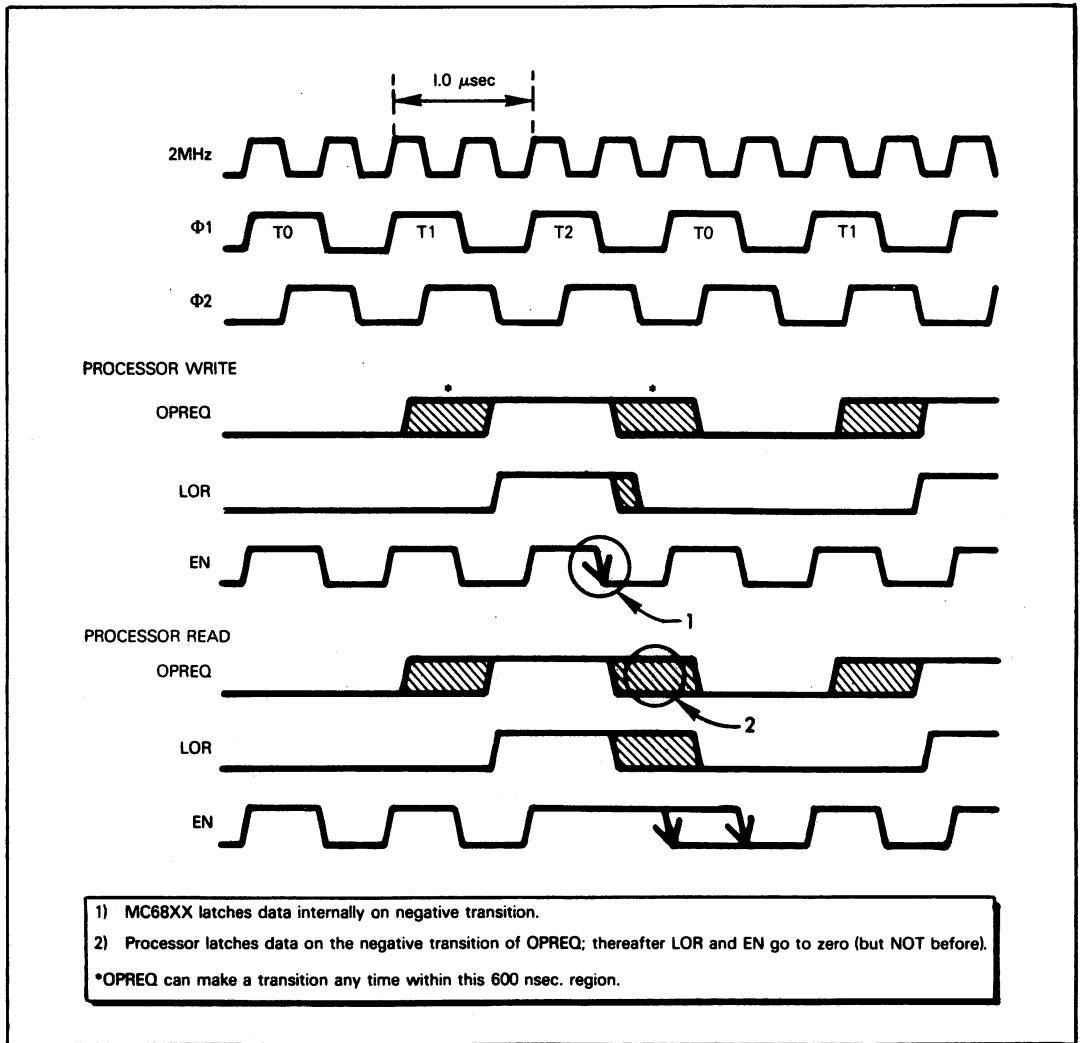 1.0 μsec
2MHz
Φ1 T0 T1 T2 T0 T1
Φ2
PROCESSOR WRITE
* *
OPREQ
LOR
EN
1
PROCESSOR READ
OPREQ
2
LOR
EN
1) MC68XX latches data internally on negative transition.
2) Processor latches data on the negative transition of OPREQ; thereafter LOR and EN go to zero (but NOT before).
*OPREQ can make a transition any time within this 600 nsec. region.